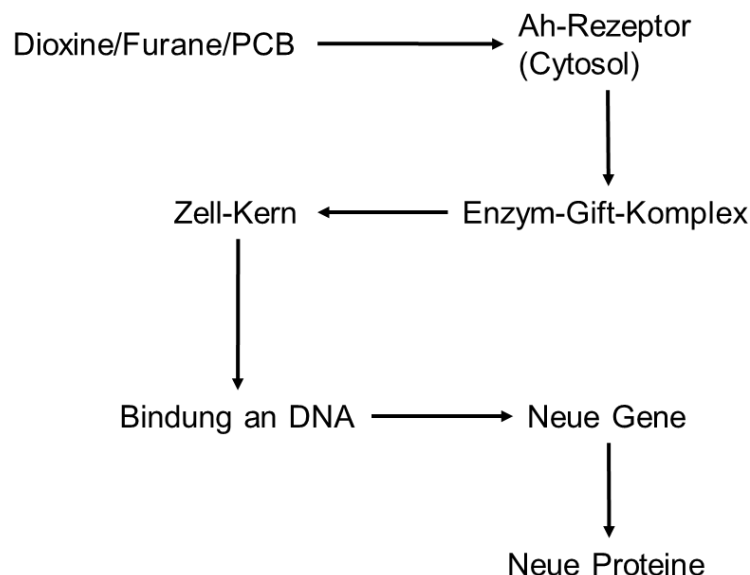 Dioxine/Furane/PCB
Ah-Rezeptor
(Cytosol)
Enzym-Gift-Komplex
Zell-Kern
Bindung an DNA
Neue Gene
Neue Proteine